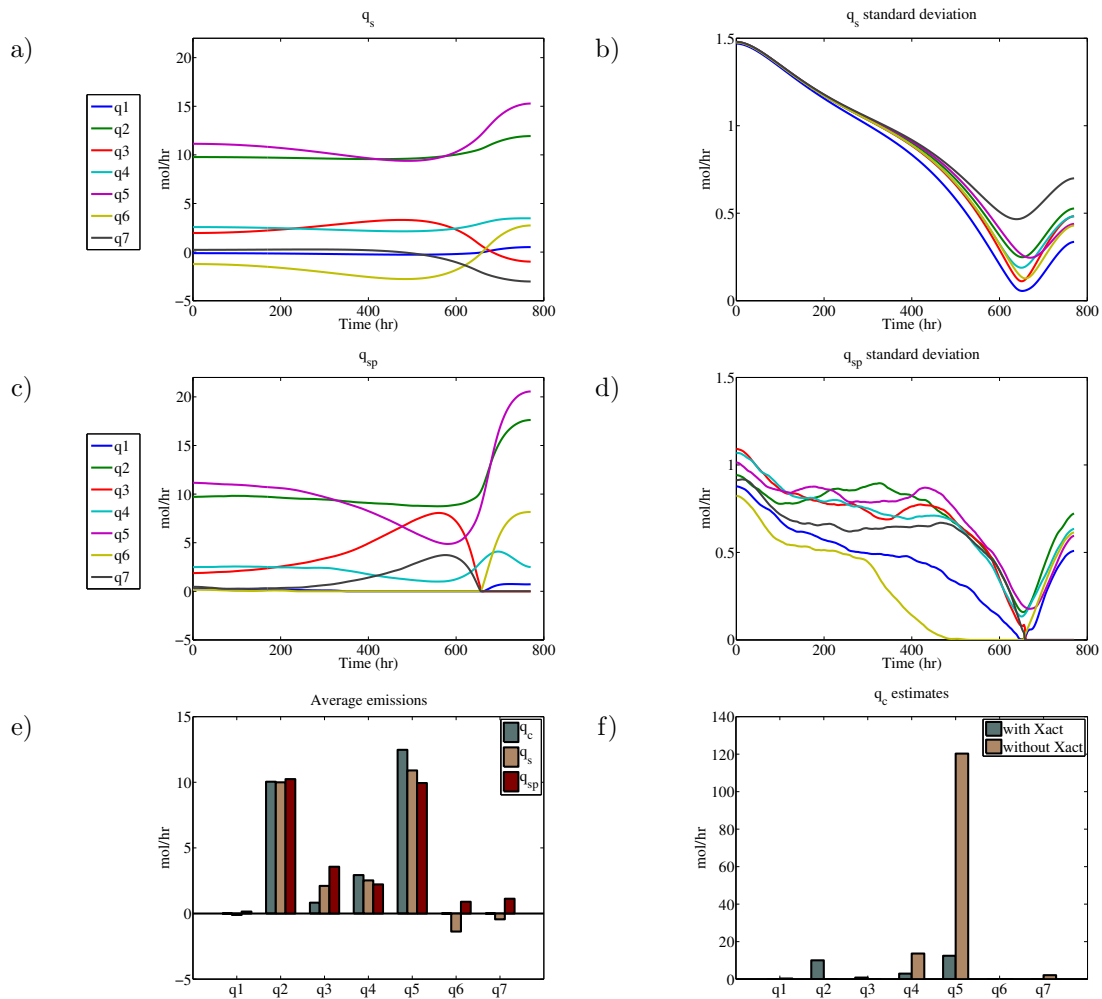 a)
q_s
mol/hr
20
15
10
5
0
−5
0
200
400
600
800
Time (hr)
q1
q2
q3
q4
q5
q6
q7
b)
q_s standard deviation
mol/hr
1.5
1
0.5
0
0
200
400
600
800
Time (hr)
c)
q_sp
mol/hr
20
15
10
5
0
−5
0
200
400
600
800
Time (hr)
q1
q2
q3
q4
q5
q6
q7
d)
q_sp standard deviation
mol/hr
1.5
1
0.5
0
0
200
400
600
800
Time (hr)
e)
Average emissions
mol/hr
15
10
5
0
−5
q1
q2
q3
q4
q5
q6
q7
q_c
q_s
q_sp
f)
q_c estimates
mol/hr
140
120
100
80
60
40
20
0
q1
q2
q3
q4
q5
q6
q7
with Xact
without Xact